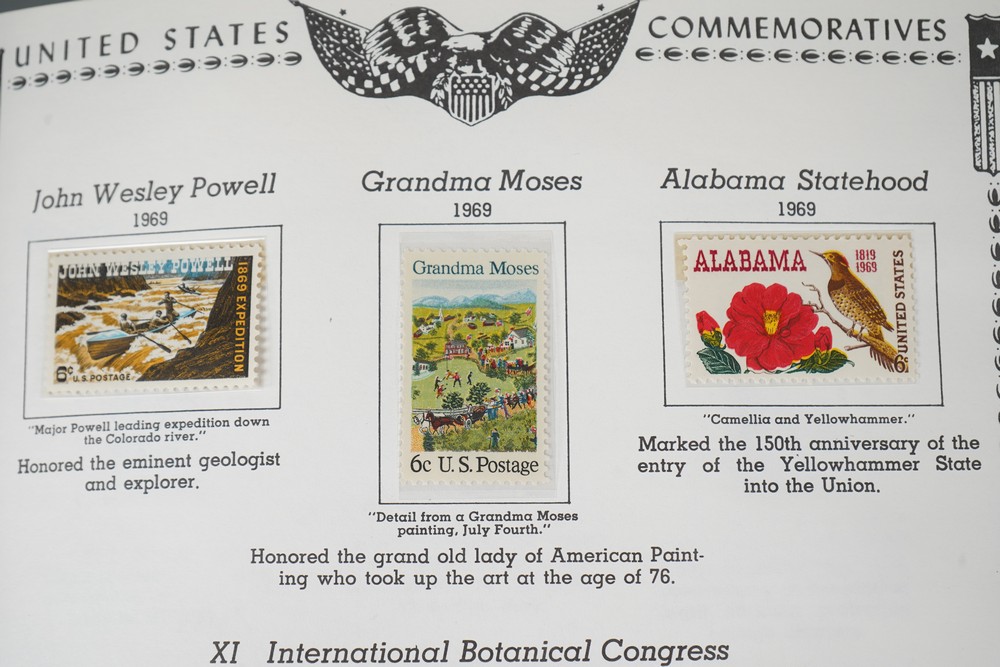 UNITED STATES COMMEMORATIVES
John Wesley Powell
1969
JOHN WESLEY POWELL
1869 EXPEDITION
6c U.S. POSTAGE
"Major Powell leading expedition down
the Colorado river."
Honored the eminent geologist
and explorer.
Grandma Moses
1969
Grandma Moses
6c U.S. Postage
"Detail from a Grandma Moses
painting, July Fourth."
Honored the grand old lady of American Paint-
ing who took up the art at the age of 76.
Alabama Statehood
1969
ALABAMA
1819
1969
UNITED STATES
6c
"Camellia and Yellowhammer."
Marked the 150th anniversary of the
entry of the Yellowhammer State
into the Union.
XI International Botanical Congress